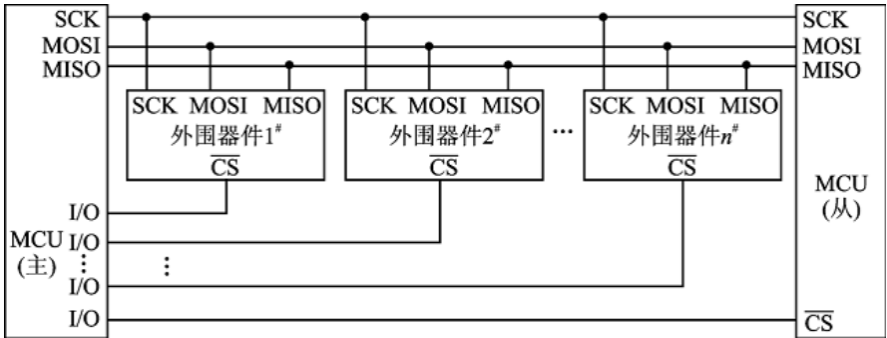 SCK SCK
MOSI MOSI
MISO MISO
SCK MOSI MISO SCK MOSI MISO SCK MOSI MISO
外围器件1# 外围器件2# … 外围器件n#
CS CS CS
MCU
(从)
I/O
MCU I/O
(主) ⋮ ⋮
I/O
I/O CS